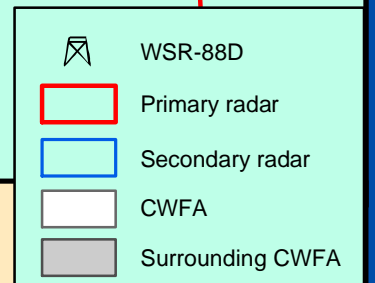 WSR-88D
Primary radar
Secondary radar
CWFA
Surrounding CWFA